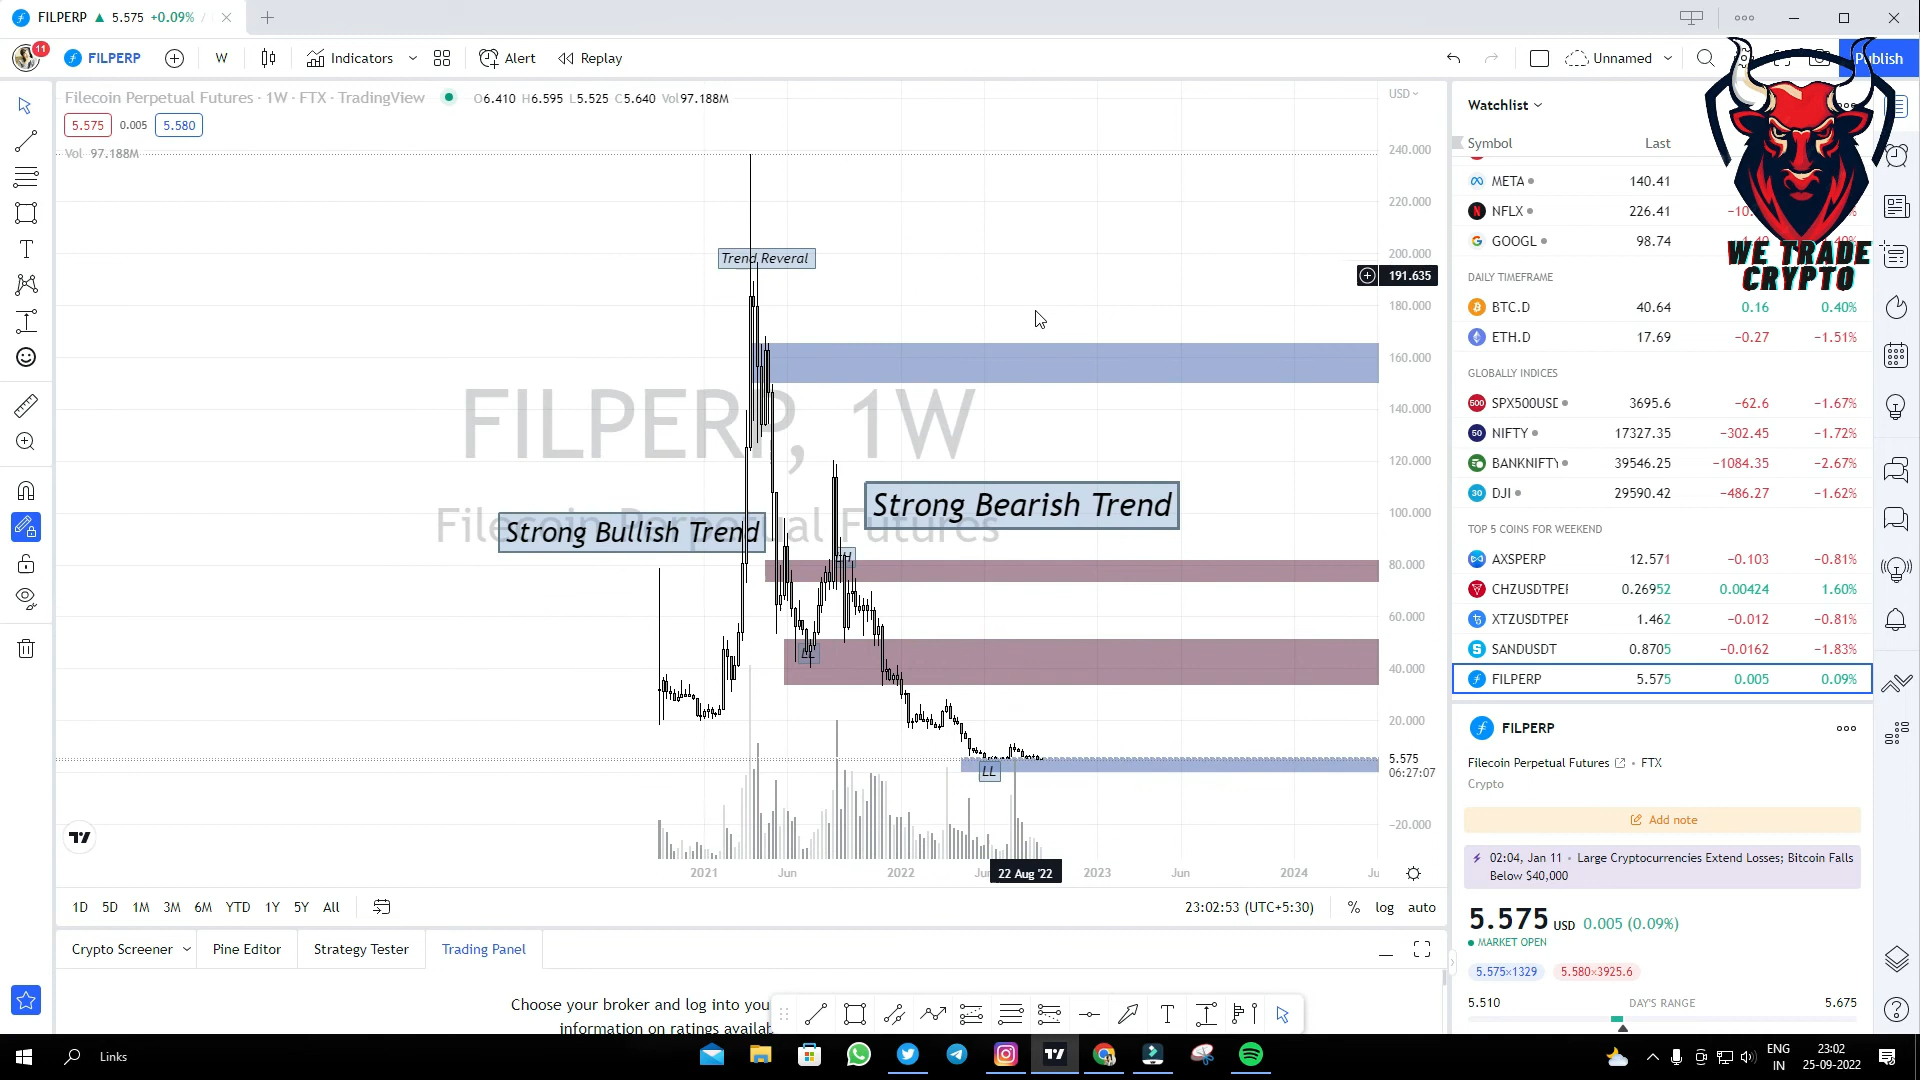 FILPERP ▲ 5.575 +0.09% /
11
FILPERP
W
Indicators
Alert
Replay
Unnamed
Publish
Filecoin Perpetual Futures · 1W · FTX · TradingView
O6.410 H6.595 L5.525 C5.640 Vol97.188M
5.575
0.005
5.580
Vol 97.188M
USD
240.000
220.000
200.000
191.635
180.000
160.000
140.000
120.000
100.000
80.000
60.000
40.000
20.000
5.575
06:27:07
−20.000
Trend Reveral
FILPERP, 1W
Filecoin Perpetual Futures
Strong Bullish Trend
Strong Bearish Trend
LL
LL
2021
Jun
2022
22 Aug '22
2023
Jun
2024
1D 5D 1M 3M 6M YTD 1Y 5Y All
23:02:53 (UTC+5:30)
% log auto
Crypto Screener
Pine Editor
Strategy Tester
Trading Panel
Choose your broker and log into you
Watchlist
Symbol
Last
META 140.41
NFLX 226.41
GOOGL 98.74
WE TRADE
CRYPTO
DAILY TIMEFRAME
BTC.D 40.64 0.16 0.40%
ETH.D 17.69 −0.27 −1.51%
GLOBALLY INDICES
SPX500USD 3695.6 −62.6 −1.67%
NIFTY 17327.35 −302.45 −1.72%
BANKNIFTY 39546.25 −1084.35 −2.67%
DJI 29590.42 −486.27 −1.62%
TOP 5 COINS FOR WEEKEND
AXSPERP 12.571 −0.103 −0.81%
CHZUSDTPEF 0.26952 0.00424 1.60%
XTZUSDTPEF 1.462 −0.012 −0.81%
SANDUSDT 0.8705 −0.0162 −1.83%
FILPERP 5.575 0.005 0.09%
FILPERP
Filecoin Perpetual Futures • FTX
Crypto
Add note
02:04, Jan 11 • Large Cryptocurrencies Extend Losses; Bitcoin Falls
Below $40,000
5.575 USD 0.005 (0.09%)
MARKET OPEN
5.575×1329
5.580×3925.6
5.510
DAY'S RANGE
5.675
Links
ENG
IN
23:02
25-09-2022